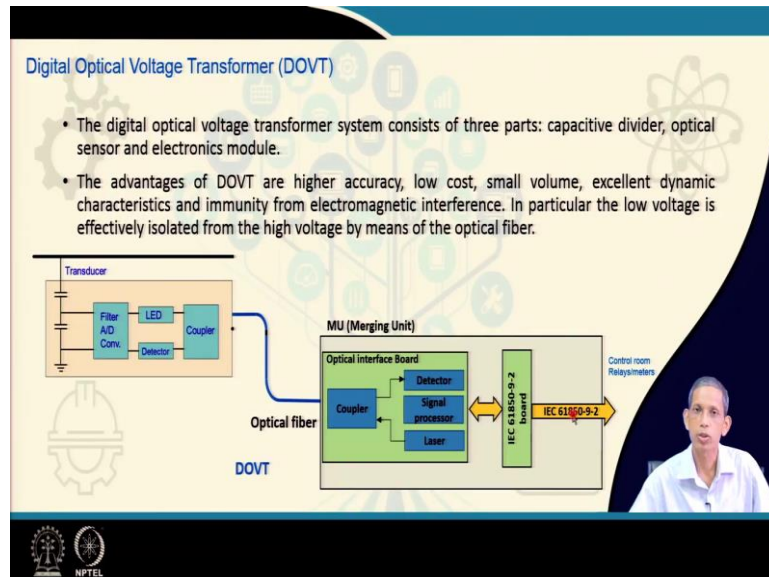 Digital Optical Voltage Transformer (DOVT)
• The digital optical voltage transformer system consists of three parts: capacitive divider, optical
sensor and electronics module.
• The advantages of DOVT are higher accuracy, low cost, small volume, excellent dynamic
characteristics and immunity from electromagnetic interference. In particular the low voltage is
effectively isolated from the high voltage by means of the optical fiber.
Transducer
Filter
A/D
Conv.
LED
Detector
Coupler
Optical fiber
DOVT
MU (Merging Unit)
Optical interface Board
Coupler
Detector
Signal
processor
Laser
IEC 61850-9-2
board
IEC 61850-9-2
Control room
Relays/meters
NPTEL